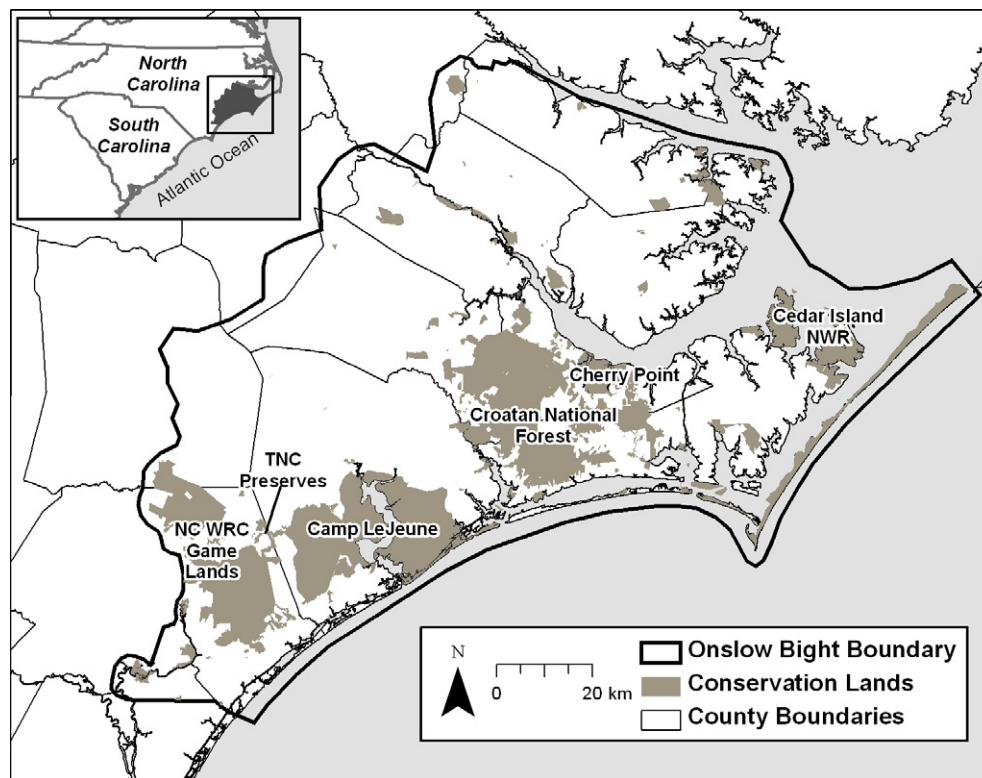 North
Carolina
South
Carolina
Atlantic Ocean
Cedar Island
NWR
Cherry Point
Croatan National
Forest
TNC
Preserves
NC WRC
Game
Lands
Camp LeJeune
N
0 20 km
Onslow Bight Boundary
Conservation Lands
County Boundaries